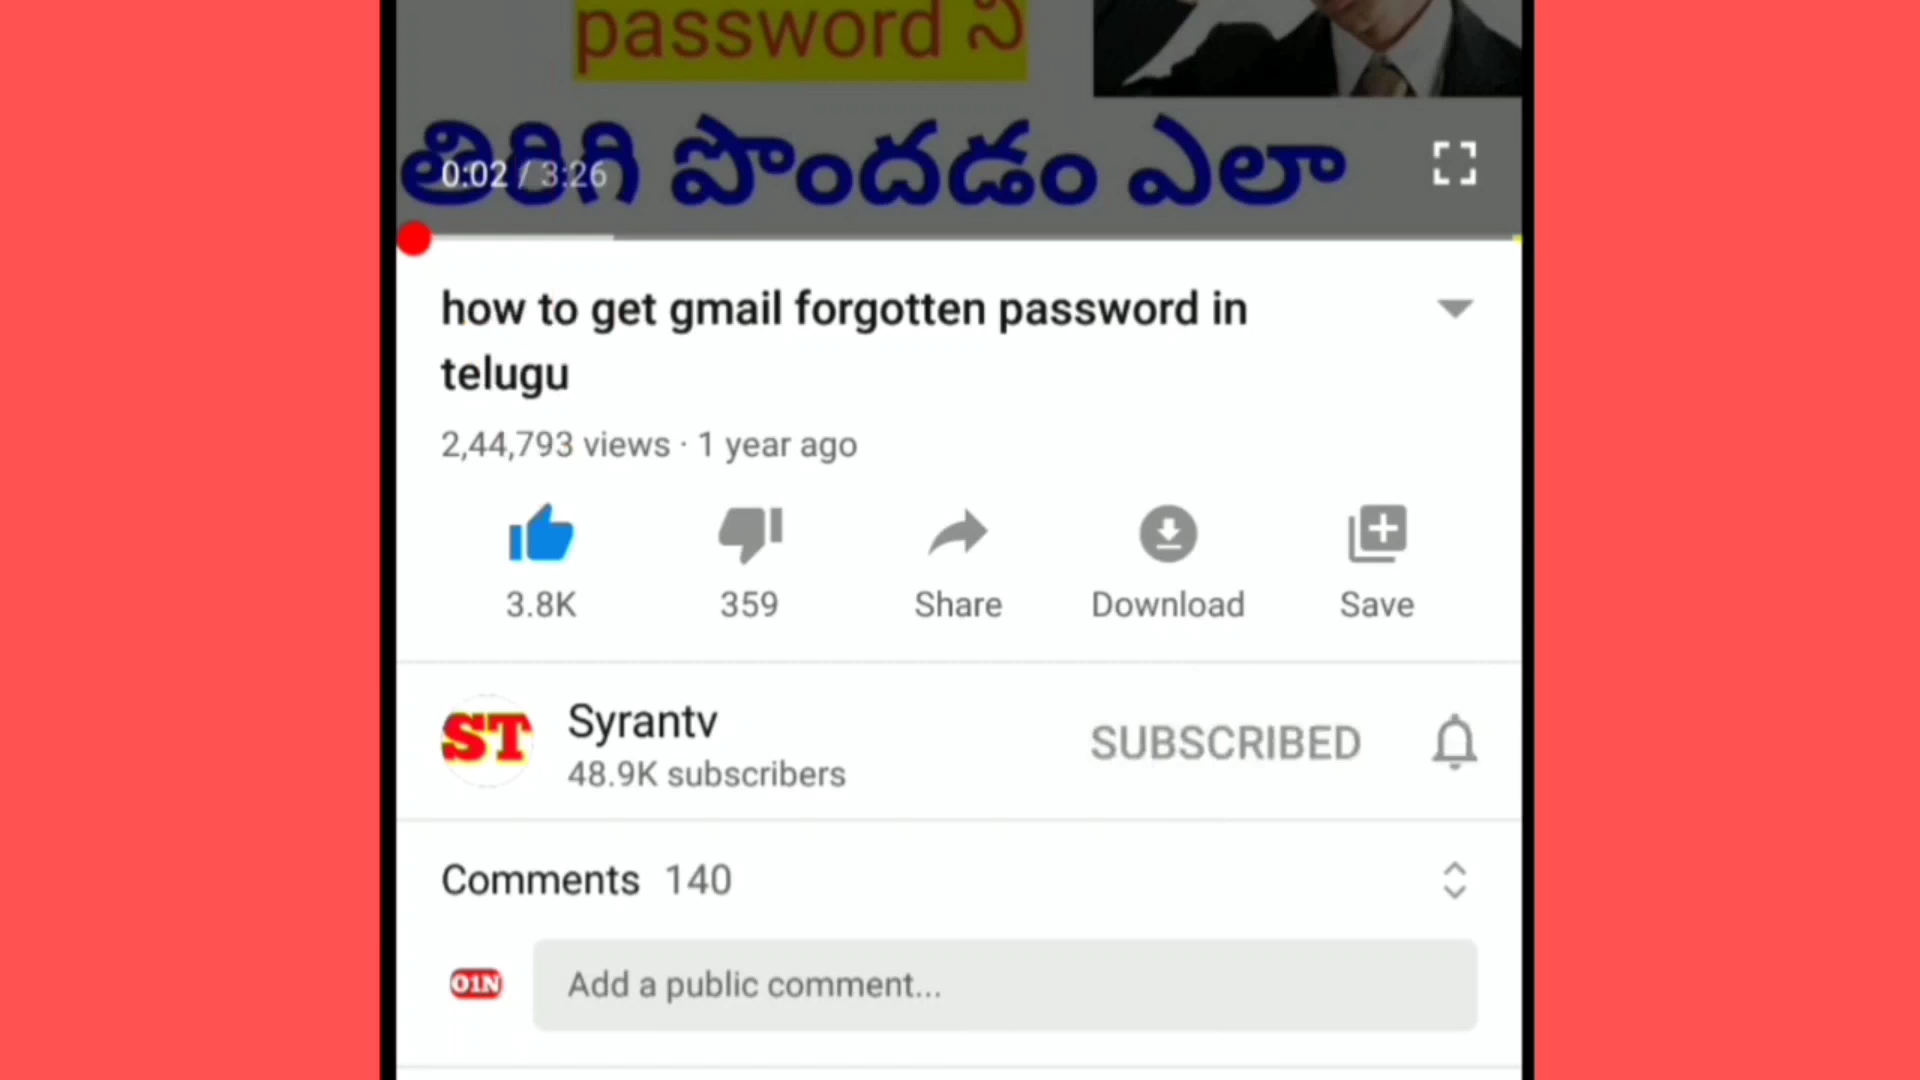 password ని
తిరిగి పొందడం ఎలా
0:02 / 3:26
how to get gmail forgotten password in
telugu
2,44,793 views · 1 year ago
3.8K 359 Share Download Save
ST
Syrantv
48.9K subscribers
SUBSCRIBED
Comments 140
O1N
Add a public comment...